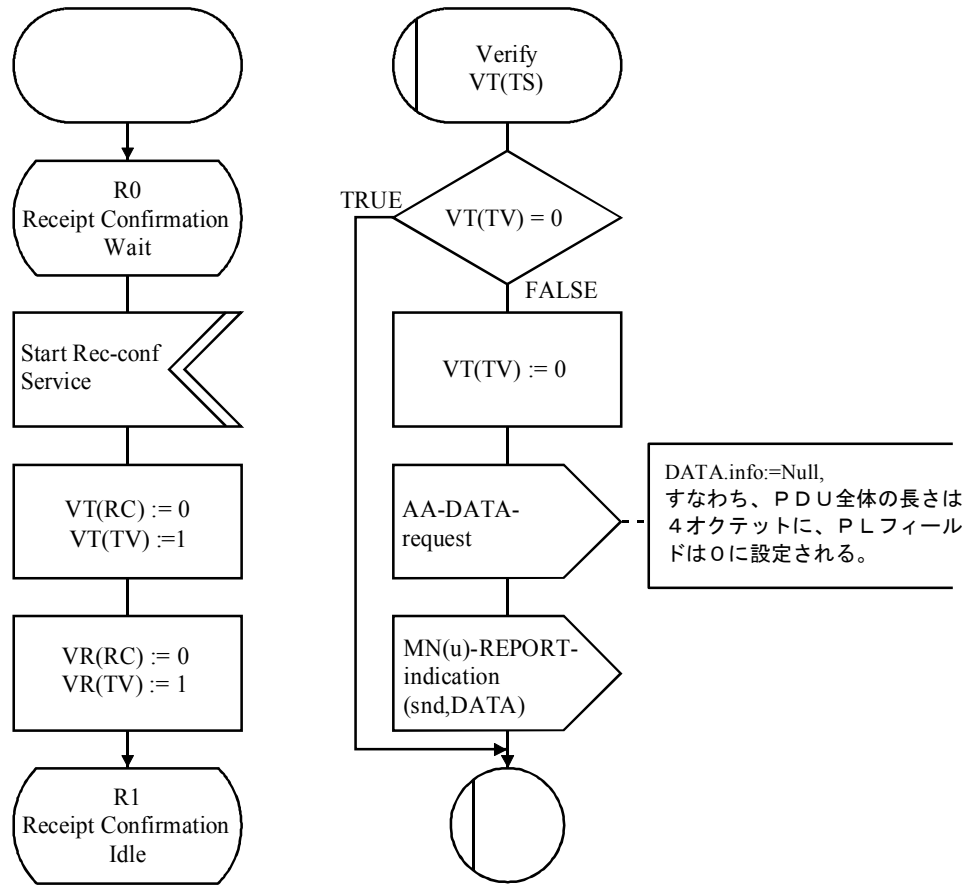 R0
Receipt Confirmation
Wait
Start Rec-conf
Service
VT(RC) := 0
VT(TV) :=1
VR(RC) := 0
VR(TV) := 1
R1
Receipt Confirmation
Idle
Verify
VT(TS)
TRUE
VT(TV) = 0
FALSE
VT(TV) := 0
AA-DATA-
request
DATA.info:=Null,
すなわち、ＰＤＵ全体の長さは
４オクテットに、ＰＬフィール
ドは０に設定される。
MN(u)-REPORT-
indication
(snd,DATA)